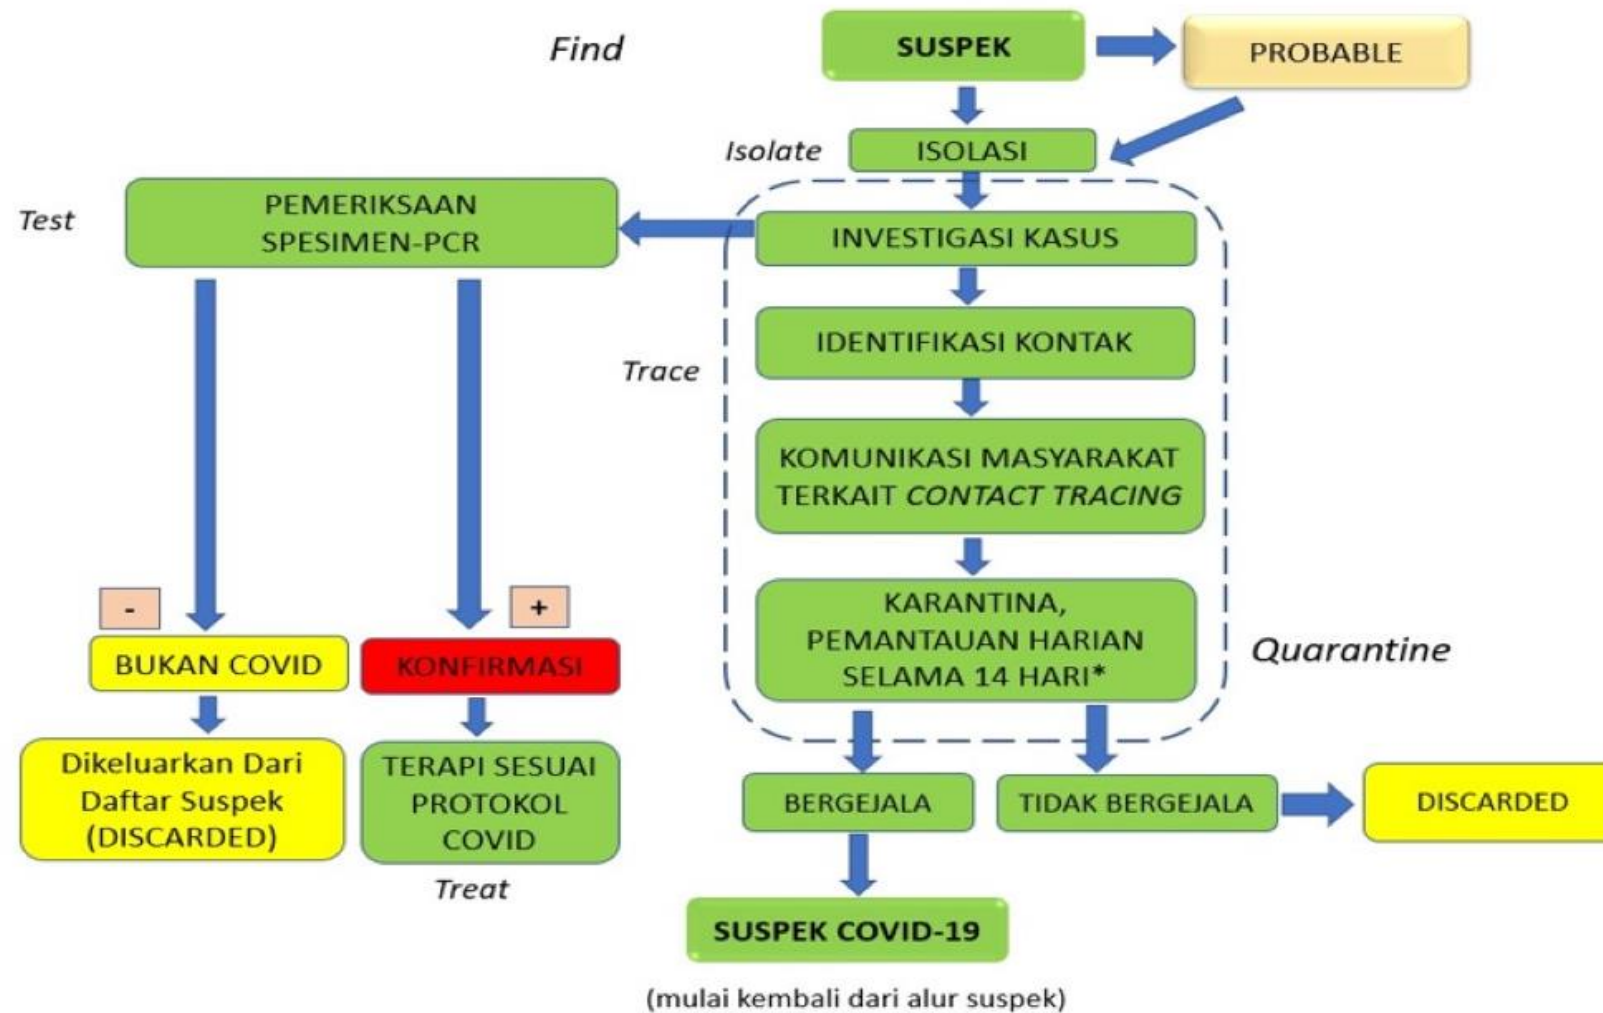 Find
SUSPEK
PROBABLE
Isolate
ISOLASI
Test
PEMERIKSAAN
SPESIMEN-PCR
INVESTIGASI KASUS
IDENTIFIKASI KONTAK
Trace
KOMUNIKASI MASYARAKAT
TERKAIT CONTACT TRACING
KARANTINA,
PEMANTAUAN HARIAN
SELAMA 14 HARI*
Quarantine
-
+
BUKAN COVID
KONFIRMASI
Dikeluarkan Dari
Daftar Suspek
(DISCARDED)
TERAPI SESUAI
PROTOKOL
COVID
Treat
BERGEJALA
TIDAK BERGEJALA
DISCARDED
SUSPEK COVID-19
(mulai kembali dari alur suspek)